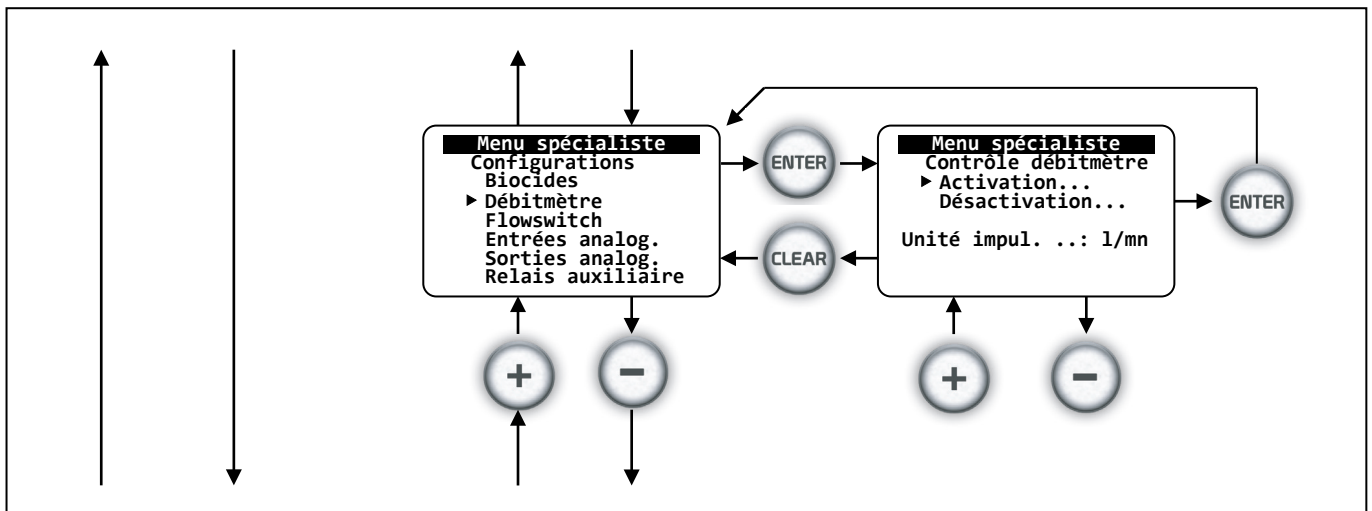 Menu spécialiste
Configurations
Biocides
Débitmètre
Flowswitch
Entrées analog.
Sorties analog.
Relais auxiliaire
ENTER
CLEAR
+
-
Menu spécialiste
Contrôle débitmètre
Activation...
Désactivation...
Unité impul. ..: l/mn
ENTER
+
-